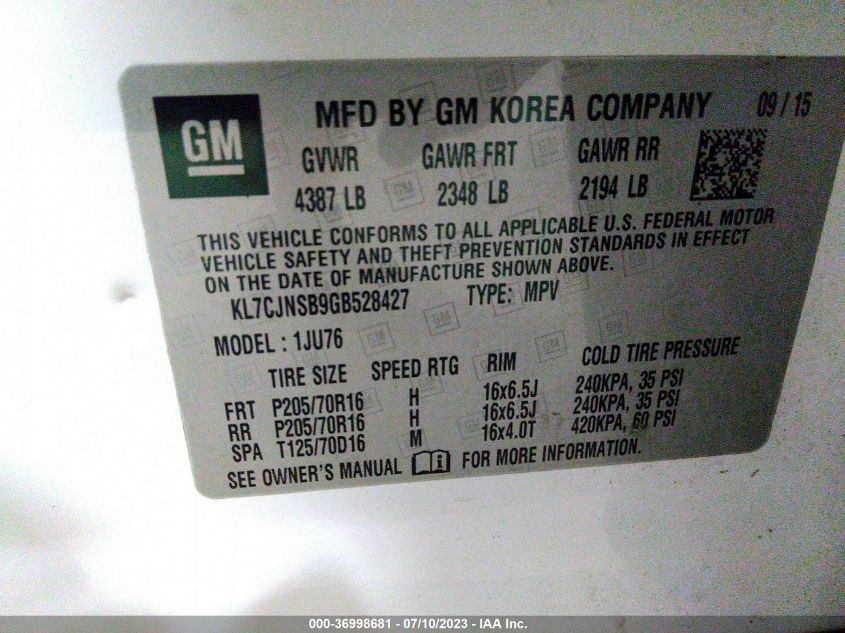 GM
MFD BY GM KOREA COMPANY 09/15
GVWR GAWR FRT GAWR RR
4387 LB 2348 LB 2194 LB
THIS VEHICLE CONFORMS TO ALL APPLICABLE U.S. FEDERAL MOTOR
VEHICLE SAFETY AND THEFT PREVENTION STANDARDS IN EFFECT
ON THE DATE OF MANUFACTURE SHOWN ABOVE.
KL7CJNSB9GB528427 TYPE: MPV
MODEL: 1JU76
TIRE SIZE SPEED RTG RIM COLD TIRE PRESSURE
FRT P205/70R16 H 16x6.5J 240KPA, 35 PSI
RR P205/70R16 H 16x6.5J 240KPA, 35 PSI
SPA T125/70D16 M 16x4.0T 420KPA, 60 PSI
SEE OWNER'S MANUAL FOR MORE INFORMATION.
000-36998681 - 07/10/2023 - IAA Inc.